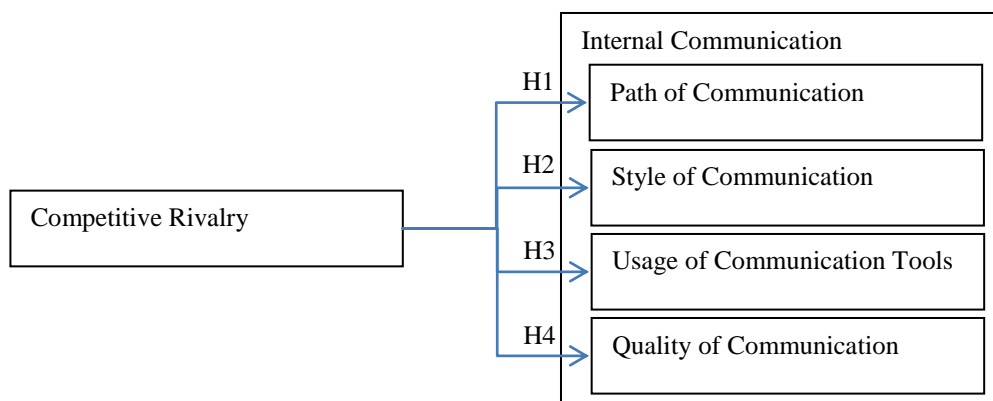 Internal Communication
H1
Path of Communication
H2
Style of Communication
Competitive Rivalry
H3
Usage of Communication Tools
H4
Quality of Communication